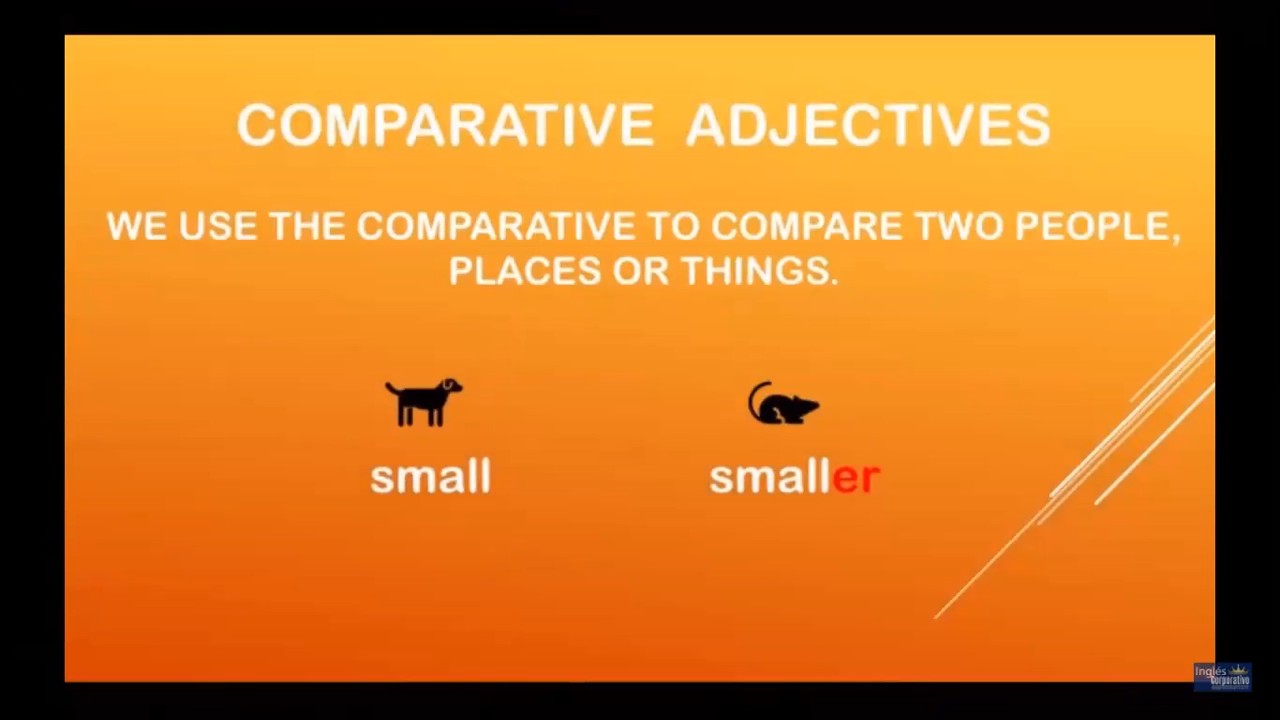 COMPARATIVE ADJECTIVES
WE USE THE COMPARATIVE TO COMPARE TWO PEOPLE,
PLACES OR THINGS.
small smaller
Inglés
Corporativo